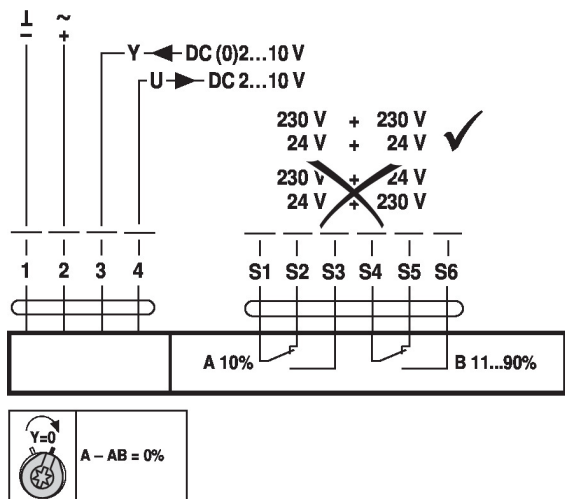 ⊥ ~
− +
Y DC (0)2...10 V
U DC 2...10 V
230 V + 230 V
24 V + 24 V
230 V + 24 V
24 V + 230 V
1 2 3 4 S1 S2 S3 S4 S5 S6
A 10% B 11...90%
Y=0
A – AB = 0%